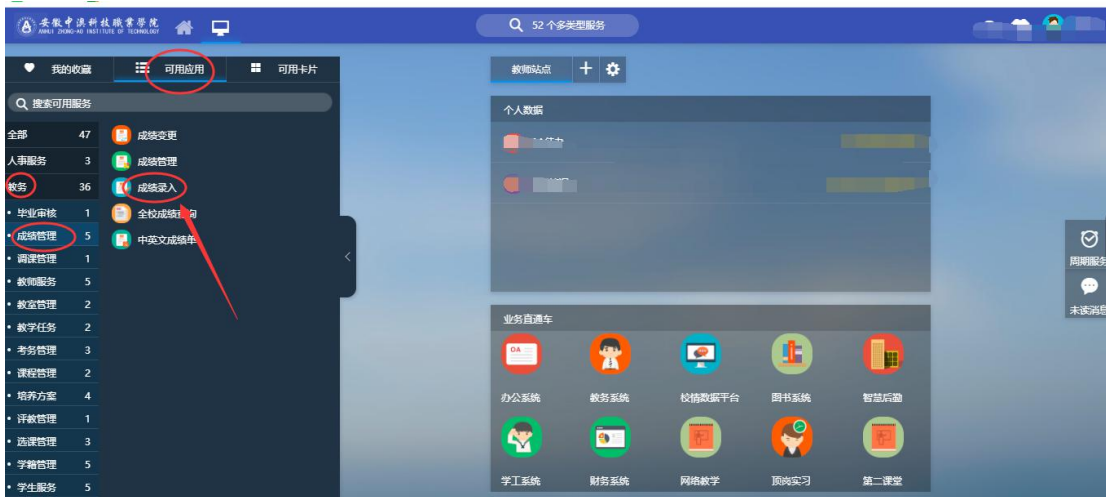 安徽中澳科技職業學院
ANHUI ZHONG-AO INSTITUTE OF TECHNOLOGY
52 个多类型服务
我的收藏
可用应用
可用卡片
搜索可用服务
全部 47
人事服务 3
教务 36
• 毕业审核 1
• 成绩管理 5
• 调课管理 1
• 教师服务 5
• 教室管理 2
• 教学任务 2
• 考务管理 3
• 课程管理 2
• 培养方案 4
• 评教管理 1
• 选课管理 3
• 学籍管理 5
• 学生服务 5
成绩变更
成绩管理
成绩录入
全校成绩查询
中英文成绩单
教师站点
个人数据
业务直通车
OA
办公系统
教务系统
校情数据平台
图书系统
智慧后勤
学工系统
财务系统
网络教学
顶岗实习
第二课堂
周期服务
未读消息